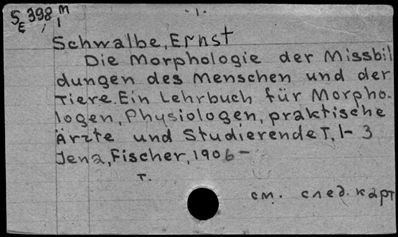 S 398 m
E 1
- 1.
Schwalbe, Ernst
Die Morphologie der Missbil
dungen des Menschen und der
Tiere. Ein Lehrbuch für Morpho-
logen, Physiologen, praktische
Ärzte und Studierende T, 1-3
Jena, Fischer, 1906-
т.
см. след. карт